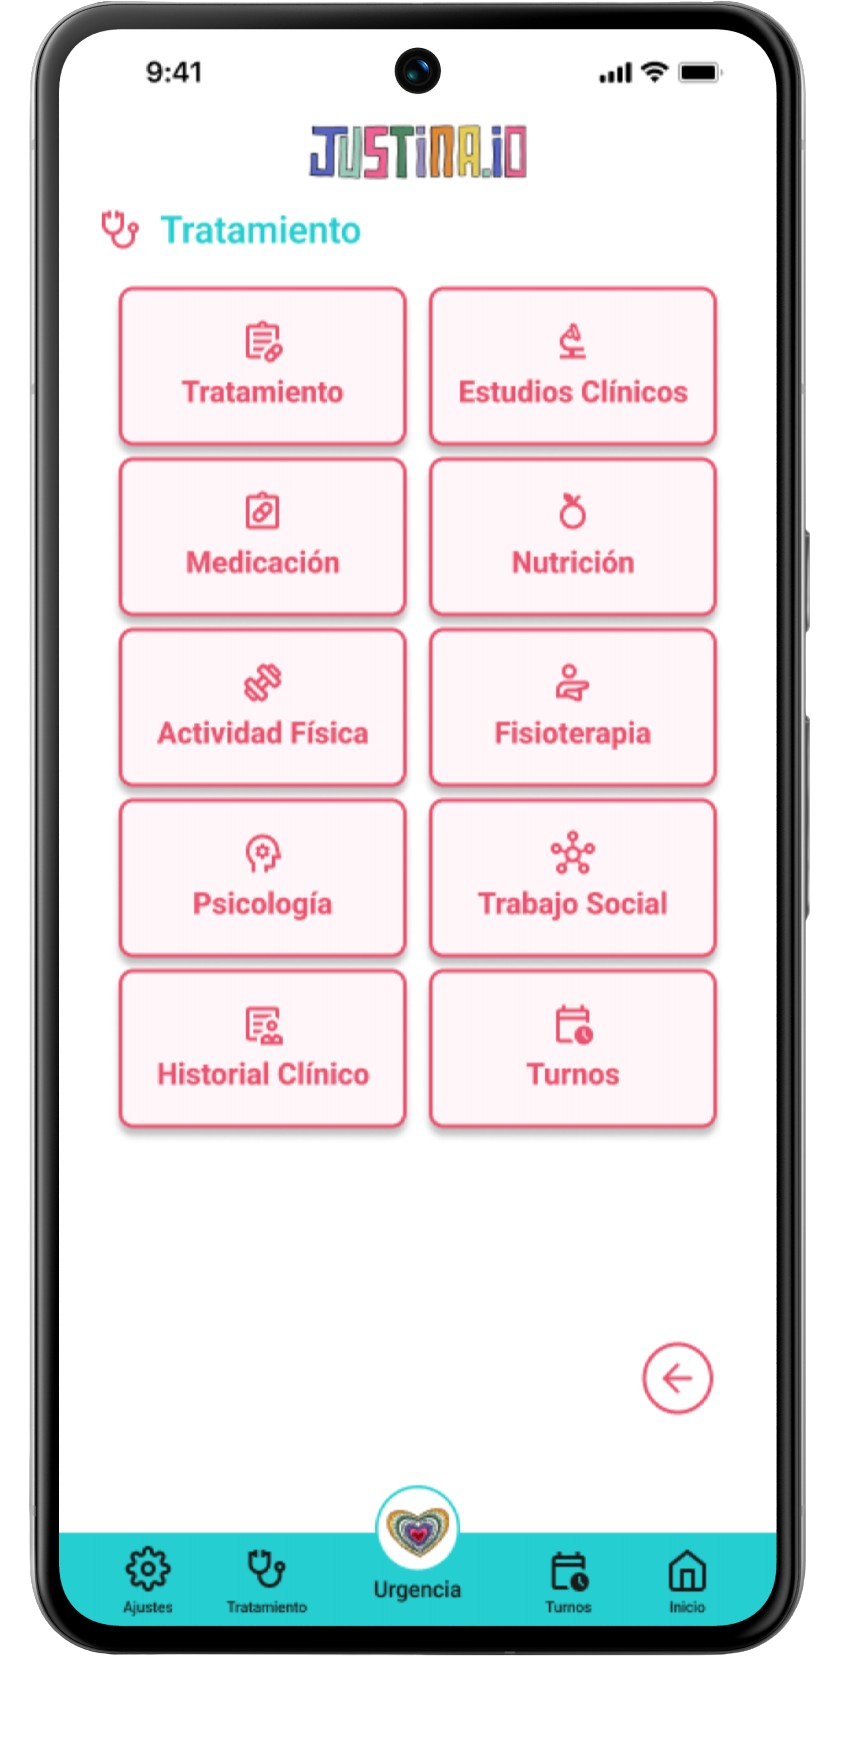 9:41
JUSTINA.IO
Tratamiento
Tratamiento
Estudios Clínicos
Medicación
Nutrición
Actividad Física
Fisioterapia
Psicología
Trabajo Social
Historial Clínico
Turnos
Ajustes
Tratamiento
Urgencia
Turnos
Inicio